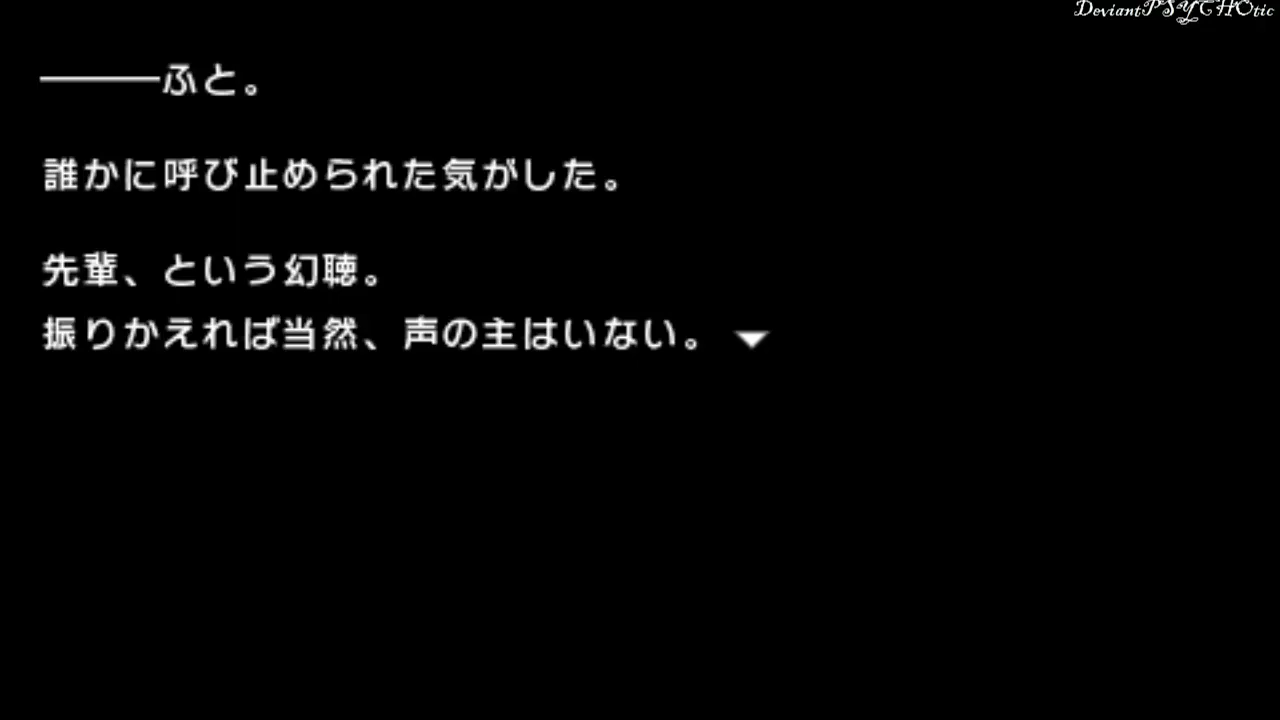 DeviantPSYCHOtic
———ふと。
誰かに呼び止められた気がした。
先輩、という幻聴。
振りかえれば当然、声の主はいない。